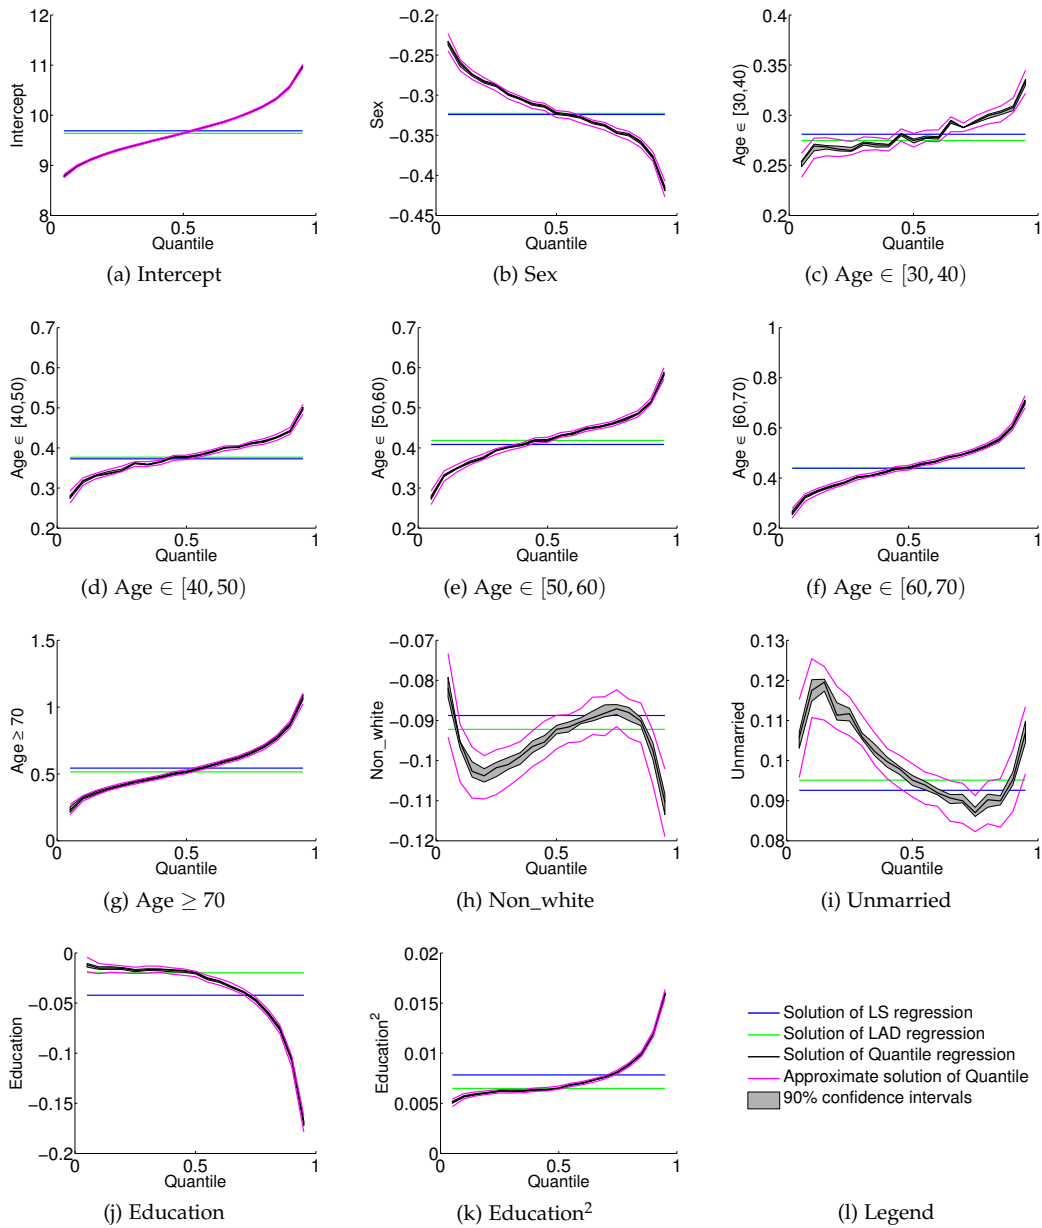 12
11
10
9
8
Intercept
0
0.5
1
Quantile
(a) Intercept
−0.2
−0.25
−0.3
−0.35
−0.4
−0.45
Sex
0
0.5
1
Quantile
(b) Sex
0.4
0.35
0.3
0.25
0.2
Age ∈ [30,40)
0
0.5
1
Quantile
(c) Age ∈ [30, 40)
0.7
0.6
0.5
0.4
0.3
0.2
Age ∈ [40,50)
0
0.5
1
Quantile
(d) Age ∈ [40, 50)
0.7
0.6
0.5
0.4
0.3
0.2
Age ∈ [50,60)
0
0.5
1
Quantile
(e) Age ∈ [50, 60)
1
0.8
0.6
0.4
0.2
Age ∈ [60,70)
0
0.5
1
Quantile
(f) Age ∈ [60, 70)
1.5
1
0.5
0
Age ≥ 70
0
0.5
1
Quantile
(g) Age ≥ 70
−0.07
−0.08
−0.09
−0.1
−0.11
−0.12
Non_white
0
0.5
1
Quantile
(h) Non_white
0.13
0.12
0.11
0.1
0.09
0.08
Unmarried
0
0.5
1
Quantile
(i) Unmarried
0
−0.05
−0.1
−0.15
−0.2
Education
0
0.5
1
Quantile
(j) Education
0.02
0.015
0.01
0.005
0
Education²
0
0.5
1
Quantile
(k) Education²
Solution of LS regression
Solution of LAD regression
Solution of Quantile regression
Approximate solution of Quantile
90% confidence intervals
(l) Legend